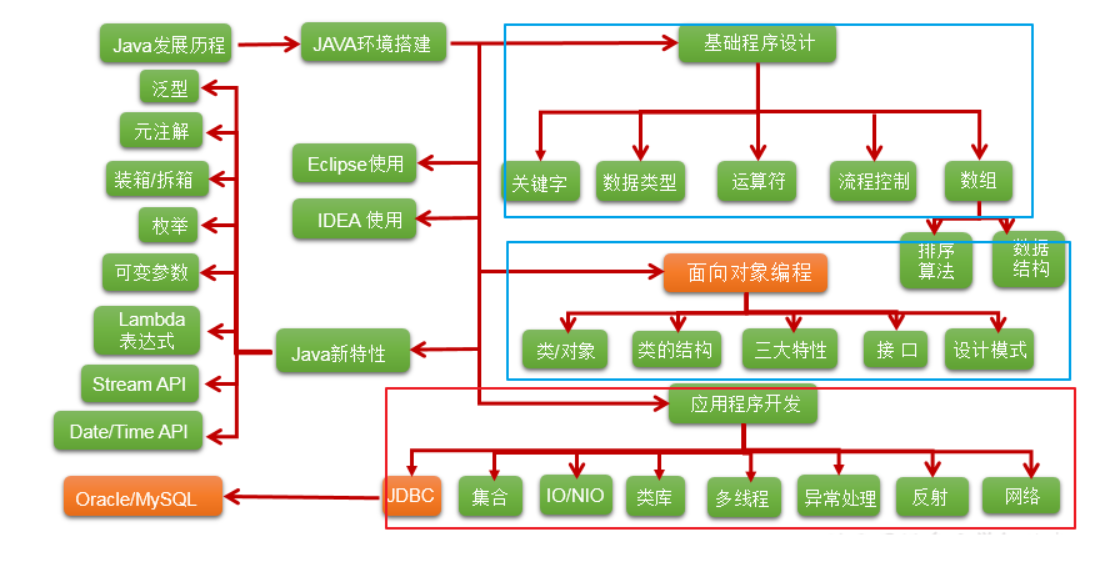 Java发展历程
JAVA环境搭建
基础程序设计
泛型
元注解
装箱/拆箱
枚举
可变参数
Lambda
表达式
Stream API
Date/Time API
Eclipse使用
IDEA 使用
Java新特性
关键字
数据类型
运算符
流程控制
数组
排序
算法
数据
结构
面向对象编程
类/对象
类的结构
三大特性
接 口
设计模式
应用程序开发
Oracle/MySQL
JDBC
集合
IO/NIO
类库
多线程
异常处理
反射
网络